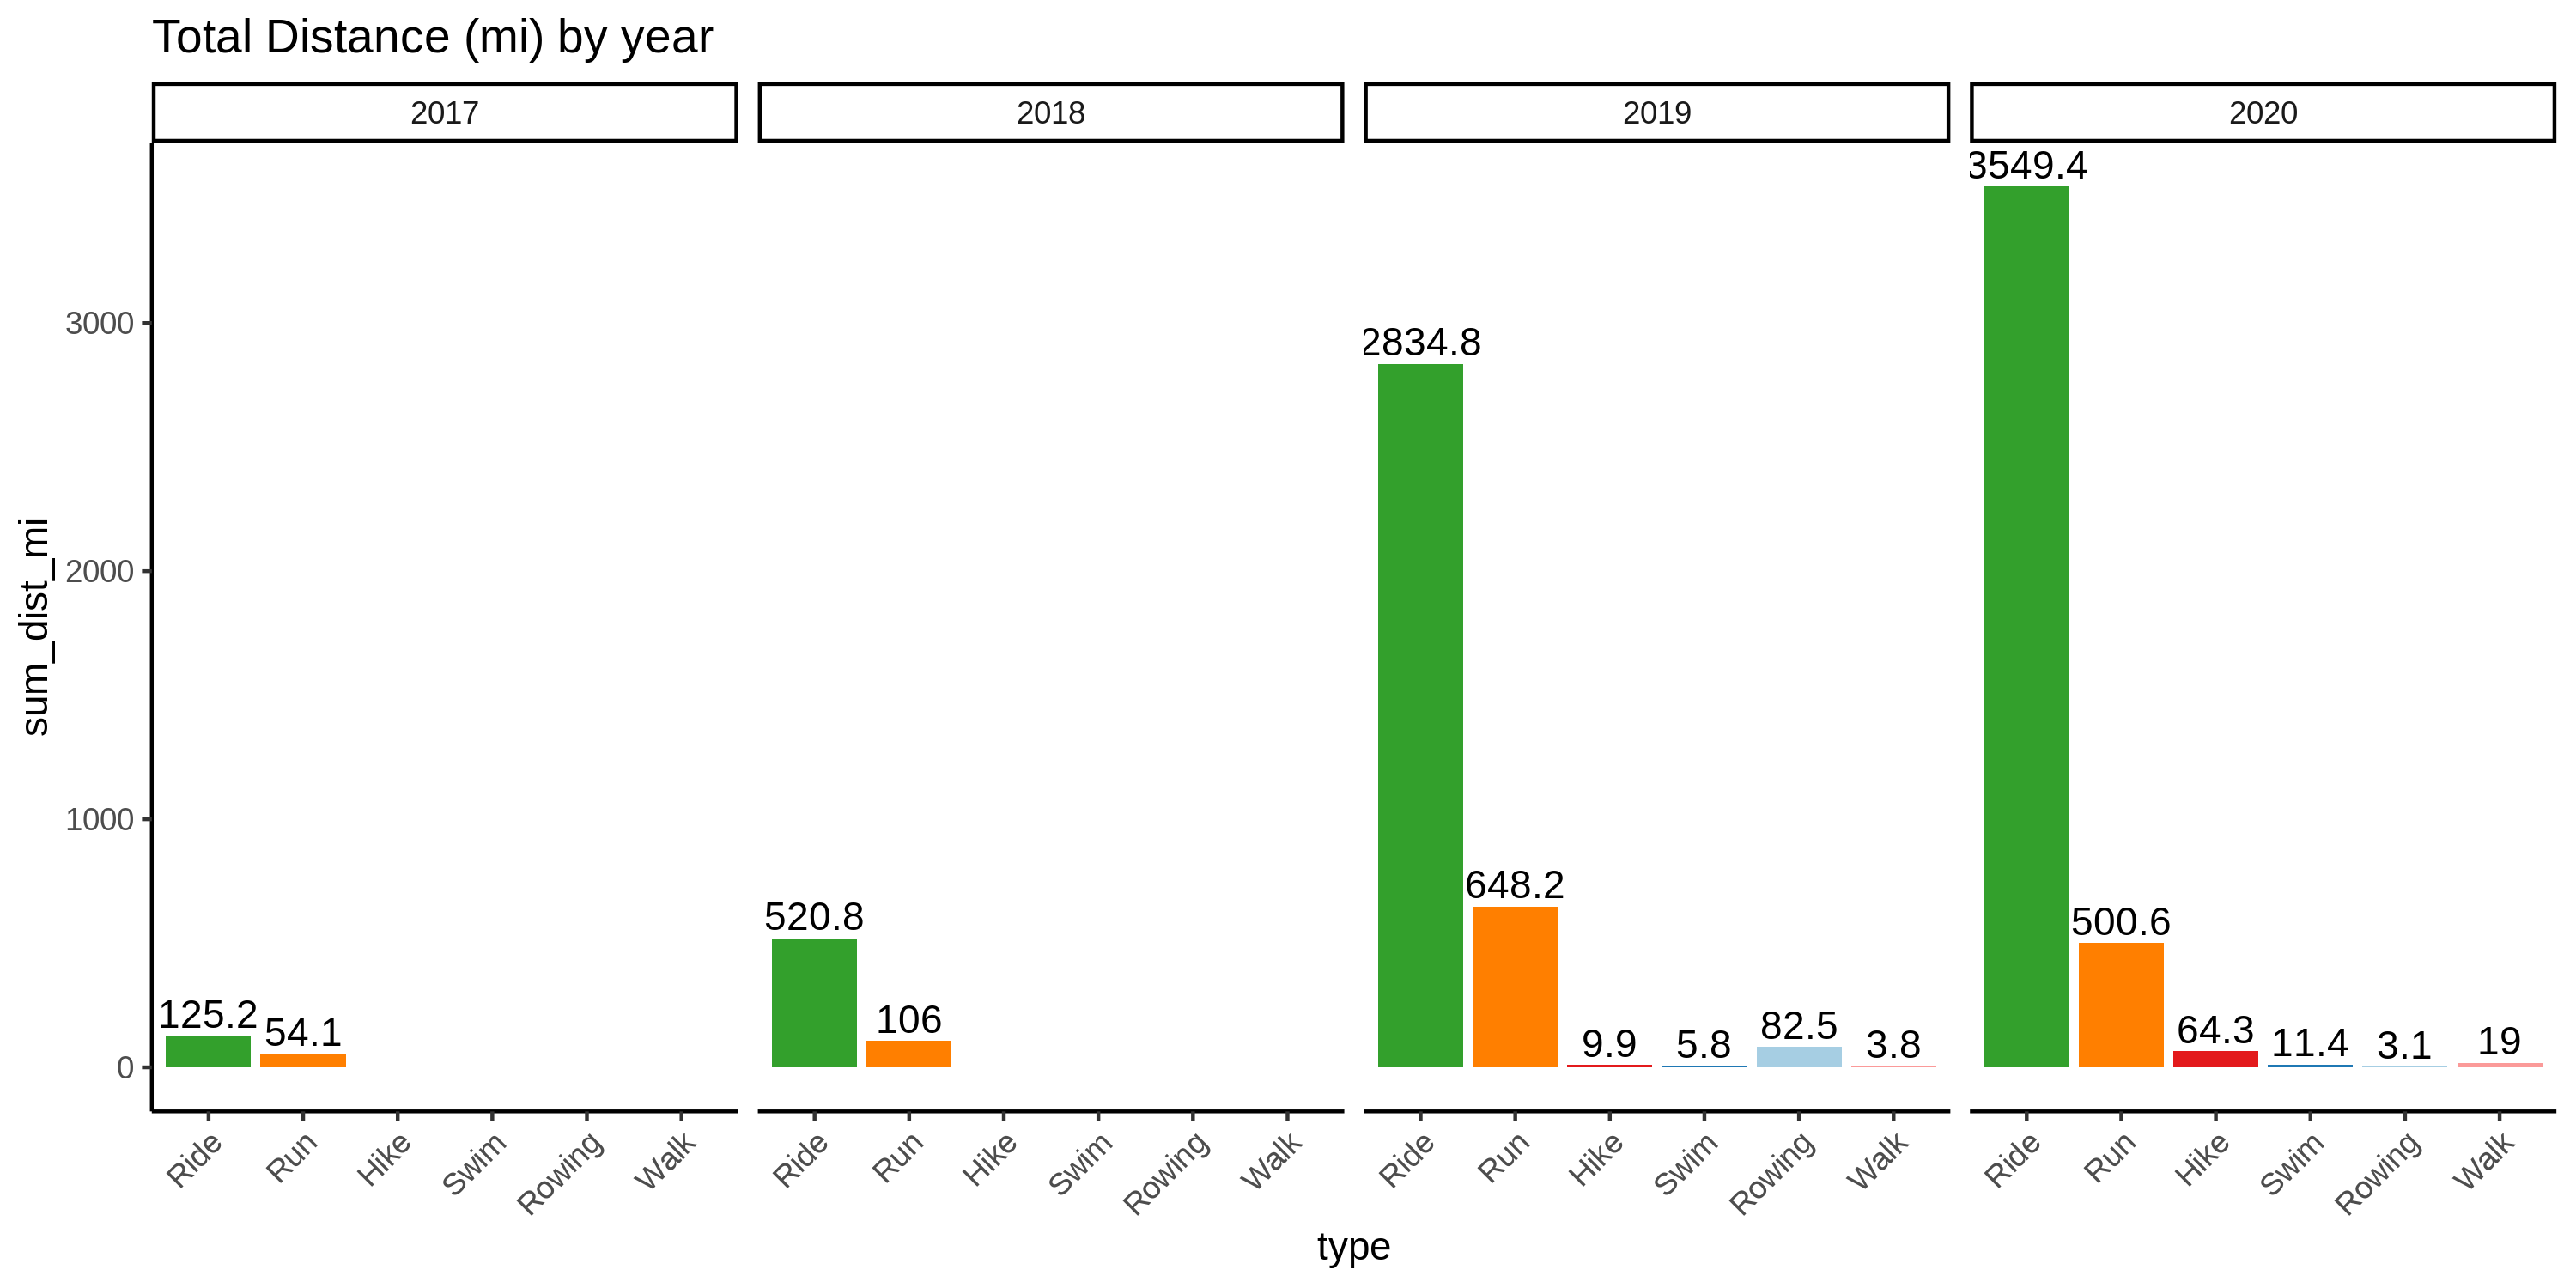 Total Distance (mi) by year
2017 2018 2019 2020
3549.4
3000
2834.8
sum_dist_mi
2000
1000
648.2
520.8
500.6
125.2 54.1
106
9.9 5.8 82.5 3.8
64.3 11.4 3.1 19
0
Ride Run Hike Swim Rowing Walk
Ride Run Hike Swim Rowing Walk
Ride Run Hike Swim Rowing Walk
Ride Run Hike Swim Rowing Walk
type